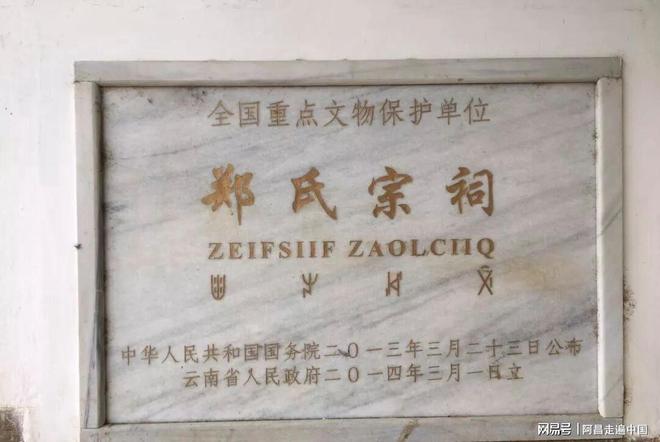 全国重点文物保护单位
郑氏宗祠
ZEIFSIIF ZAOLCIIQ
中华人民共和国国务院二〇一三年三月二十三日公布
云南省人民政府二〇一四年三月一日立
网易号 | 阿昌走遍中国